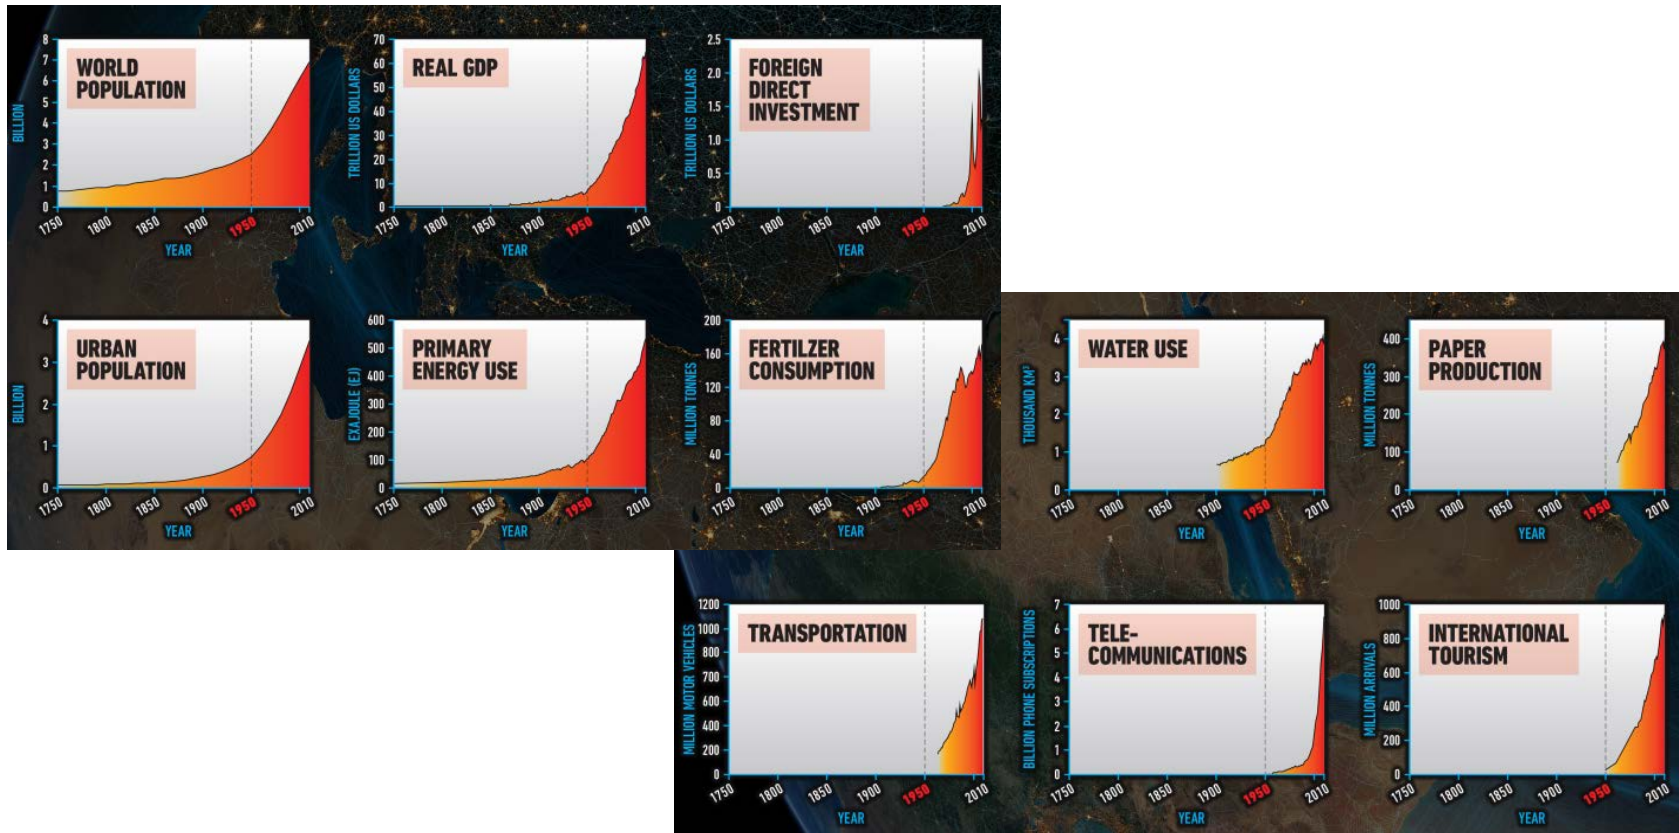 WORLD
POPULATION
BILLION
8
7
6
5
4
3
2
1
0
1750 1800 1850 1900 1950 2010
YEAR
REAL GDP
TRILLION US DOLLARS
70
60
50
40
30
20
10
0
1750 1800 1850 1900 1950 2010
YEAR
FOREIGN
DIRECT
INVESTMENT
TRILLION US DOLLARS
2.5
2.0
1.5
1.0
0.5
0
1750 1800 1850 1900 1950 2010
YEAR
URBAN
POPULATION
BILLION
4
3
2
1
0
1750 1800 1850 1900 1950 2010
YEAR
PRIMARY
ENERGY USE
EXAJOULE (EJ)
600
500
400
300
200
100
0
1750 1800 1850 1900 1950 2010
YEAR
FERTILZER
CONSUMPTION
MILLION TONNES
200
160
120
80
40
0
1750 1800 1850 1900 1950 2010
YEAR
WATER USE
THOUSAND KM³
4
3
2
1
0
1750 1800 1850 1900 1950 2010
YEAR
PAPER
PRODUCTION
MILLION TONNES
400
300
200
100
0
1750 1800 1850 1900 1950 2010
YEAR
TRANSPORTATION
MILLION MOTOR VEHICLES
1200
1000
800
700
600
400
200
0
1750 1800 1850 1900 1950 2010
YEAR
TELE-
COMMUNICATIONS
BILLION PHONE SUBSCRIPTIONS
7
6
5
4
3
2
1
0
1750 1800 1850 1900 1950 2010
YEAR
INTERNATIONAL
TOURISM
MILLION ARRIVALS
1000
800
600
400
200
0
1750 1800 1850 1900 1950 2010
YEAR